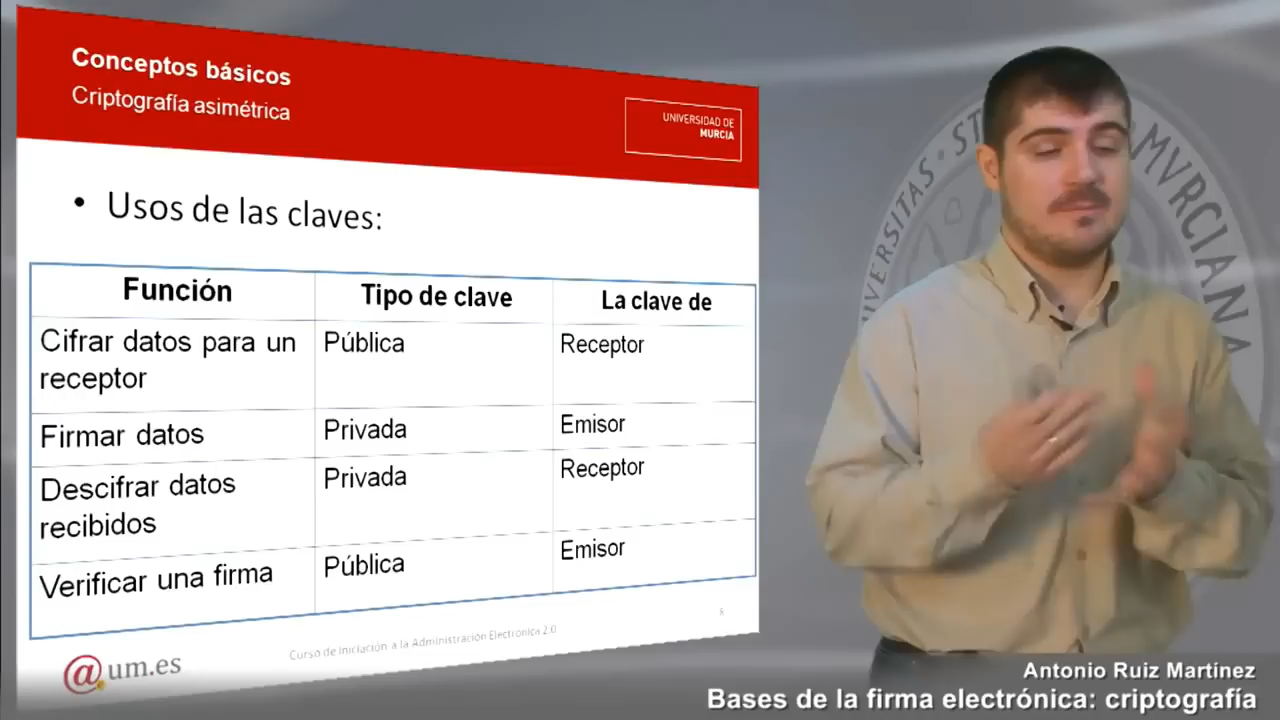 Conceptos básicos
Criptografía asimétrica
UNIVERSIDAD DE
MURCIA
• Usos de las claves:
Función Tipo de clave La clave de
Cifrar datos para un Pública Receptor
receptor
Firmar datos Privada Emisor
Descifrar datos Privada Receptor
recibidos
Verificar una firma Pública Emisor
8
Curso de Iniciación a la Administración Electrónica 2.0
@um.es
Antonio Ruiz Martínez
Bases de la firma electrónica: criptografía